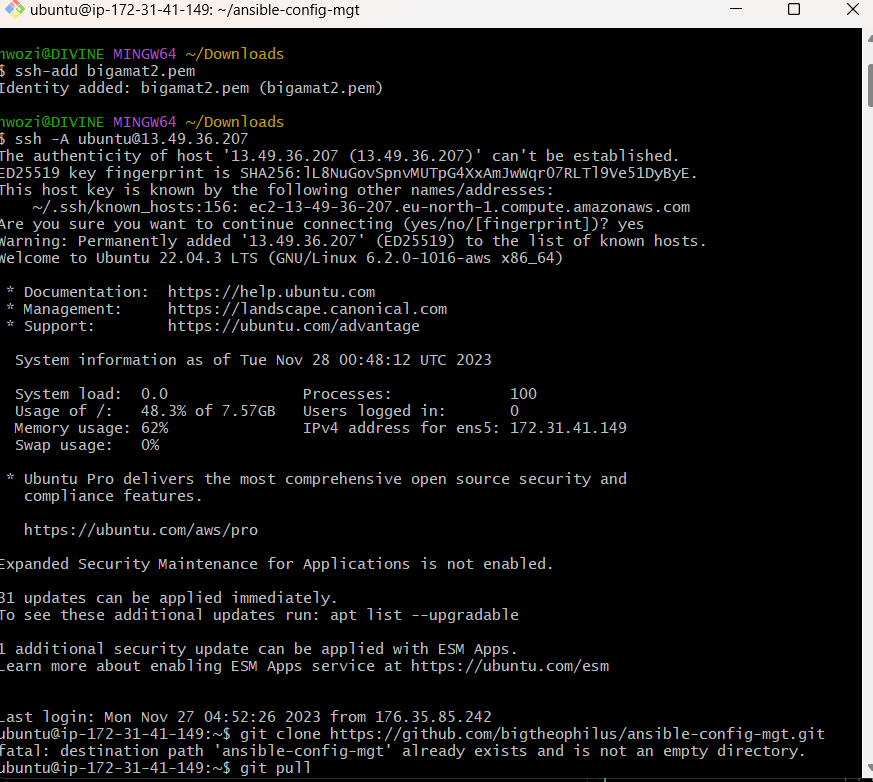 ubuntu@ip-172-31-41-149: ~/ansible-config-mgt
nwozi@DIVINE MINGW64 ~/Downloads
$ ssh-add bigamat2.pem
Identity added: bigamat2.pem (bigamat2.pem)
nwozi@DIVINE MINGW64 ~/Downloads
$ ssh -A ubuntu@13.49.36.207
The authenticity of host '13.49.36.207 (13.49.36.207)' can't be established.
ED25519 key fingerprint is SHA256:lL8NuGovSpnvMUTpG4XxAmJwWqrO7RLTl9Ve51DyByE.
This host key is known by the following other names/addresses:
~/.ssh/known_hosts:156: ec2-13-49-36-207.eu-north-1.compute.amazonaws.com
Are you sure you want to continue connecting (yes/no/[fingerprint])? yes
Warning: Permanently added '13.49.36.207' (ED25519) to the list of known hosts.
Welcome to Ubuntu 22.04.3 LTS (GNU/Linux 6.2.0-1016-aws x86_64)
* Documentation:  https://help.ubuntu.com
* Management:     https://landscape.canonical.com
* Support:        https://ubuntu.com/advantage
System information as of Tue Nov 28 00:48:12 UTC 2023
System load:  0.0               Processes:             100
Usage of /:   48.3% of 7.57GB   Users logged in:       0
Memory usage: 62%               IPv4 address for ens5: 172.31.41.149
Swap usage:   0%
* Ubuntu Pro delivers the most comprehensive open source security and
compliance features.
https://ubuntu.com/aws/pro
Expanded Security Maintenance for Applications is not enabled.
31 updates can be applied immediately.
To see these additional updates run: apt list --upgradable
1 additional security update can be applied with ESM Apps.
Learn more about enabling ESM Apps service at https://ubuntu.com/esm
Last login: Mon Nov 27 04:52:26 2023 from 176.35.85.242
ubuntu@ip-172-31-41-149:~$ git clone https://github.com/bigtheophilus/ansible-config-mgt.git
fatal: destination path 'ansible-config-mgt' already exists and is not an empty directory.
ubuntu@ip-172-31-41-149:~$ git pull